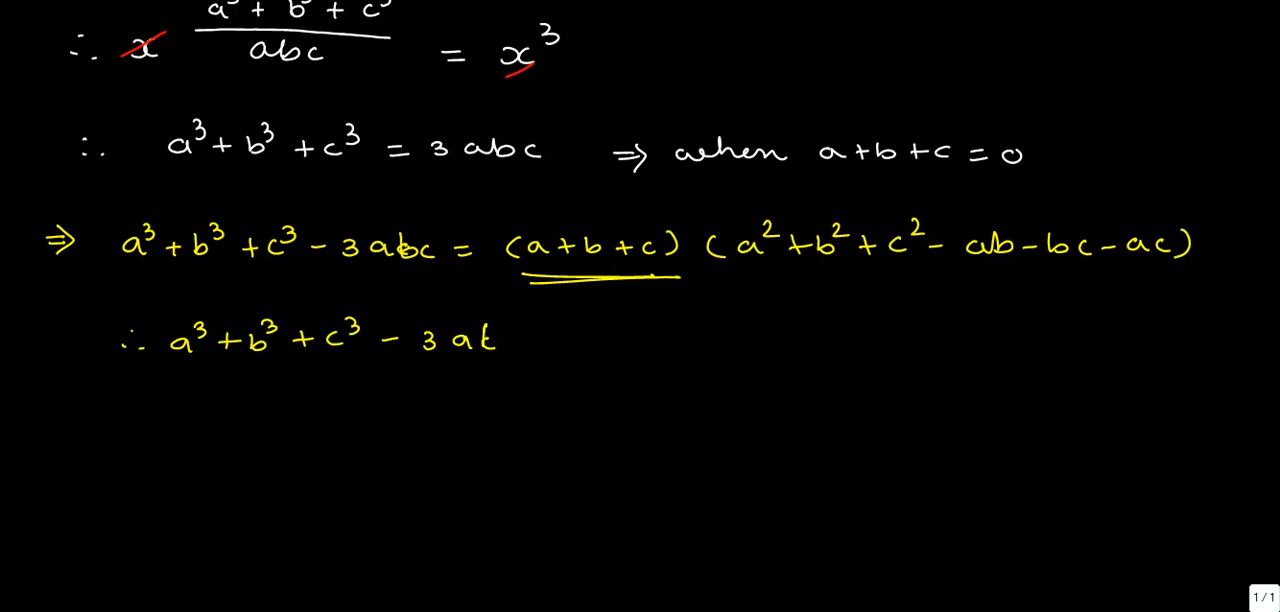 a³ + b³ + c³
∴ x ──── = x³
abc
∴ a³ + b³ + c³ = 3abc ⇒ when a+b+c = 0
⇒ a³ + b³ + c³ - 3abc = (a+b+c) (a² + b² + c² - ab - bc - ac)
∴ a³ + b³ + c³ - 3 at
1/1